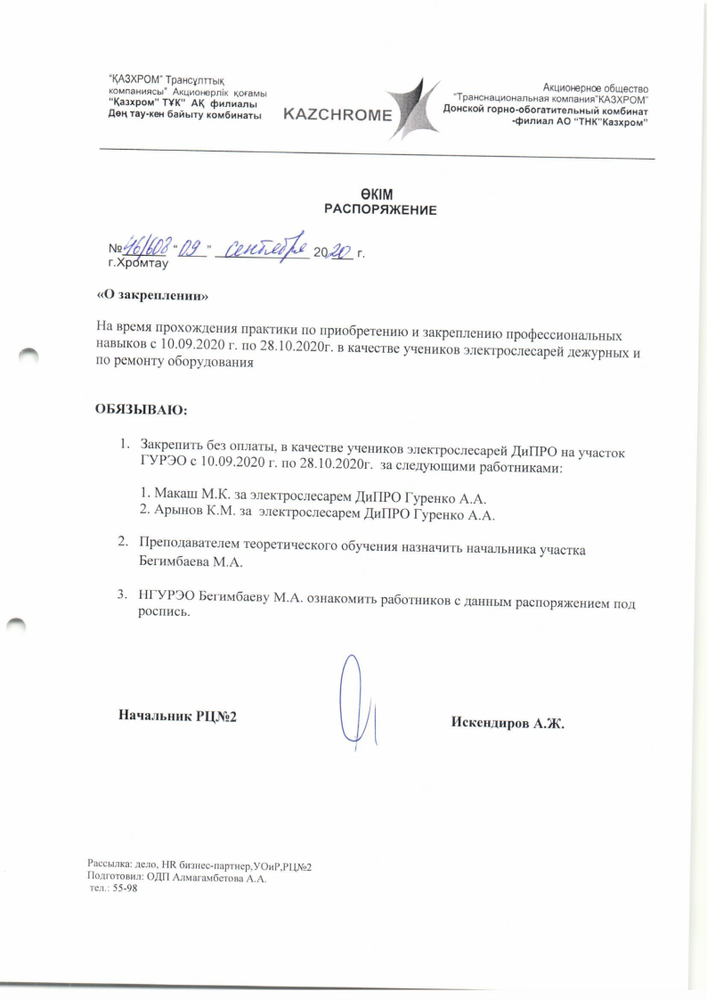 "ҚАЗХРОМ" Трансұлттық
компаниясы" Акционерлік қоғамы
"Қазхром" ТҰК" АҚ филиалы
Дөң тау-кен байыту комбинаты
KAZCHROME
Акционерное общество
"Транснациональная компания"КАЗХРОМ"
Донской горно-обогатительный комбинат
-филиал АО "ТНК"Казхром"
ӨКІМ
РАСПОРЯЖЕНИЕ
№46/608 "09" сентября 2020 г.
г.Хромтау
«О закреплении»
На время прохождения практики по приобретению и закреплению профессиональных
навыков с 10.09.2020 г. по 28.10.2020г. в качестве учеников электрослесарей дежурных и
по ремонту оборудования
ОБЯЗЫВАЮ:
1. Закрепить без оплаты, в качестве учеников электрослесарей ДиПРО на участок
ГУРЭО с 10.09.2020 г. по 28.10.2020г. за следующими работниками:
1. Макаш М.К. за электрослесарем ДиПРО Гуренко А.А.
2. Арынов К.М. за электрослесарем ДиПРО Гуренко А.А.
2. Преподавателем теоретического обучения назначить начальника участка
Бегимбаева М.А.
3. НГУРЭО Бегимбаеву М.А. ознакомить работников с данным распоряжением под
роспись.
Начальник РЦ№2
Искендиров А.Ж.
Рассылка: дело, HR бизнес-партнер,УОиР,РЦ№2
Подготовил: ОДП Алмагамбетова А.А.
тел.: 55-98